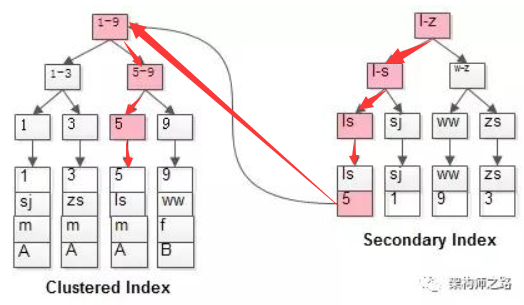 1-9
1-3
5-9
1
3
5
9
1
sj
m
A
3
zs
m
A
5
ls
m
A
9
ww
f
B
Clustered Index
l-z
l-s
w-z
ls
sj
ww
zs
ls
5
sj
1
ww
9
zs
3
Secondary Index
架构师之路